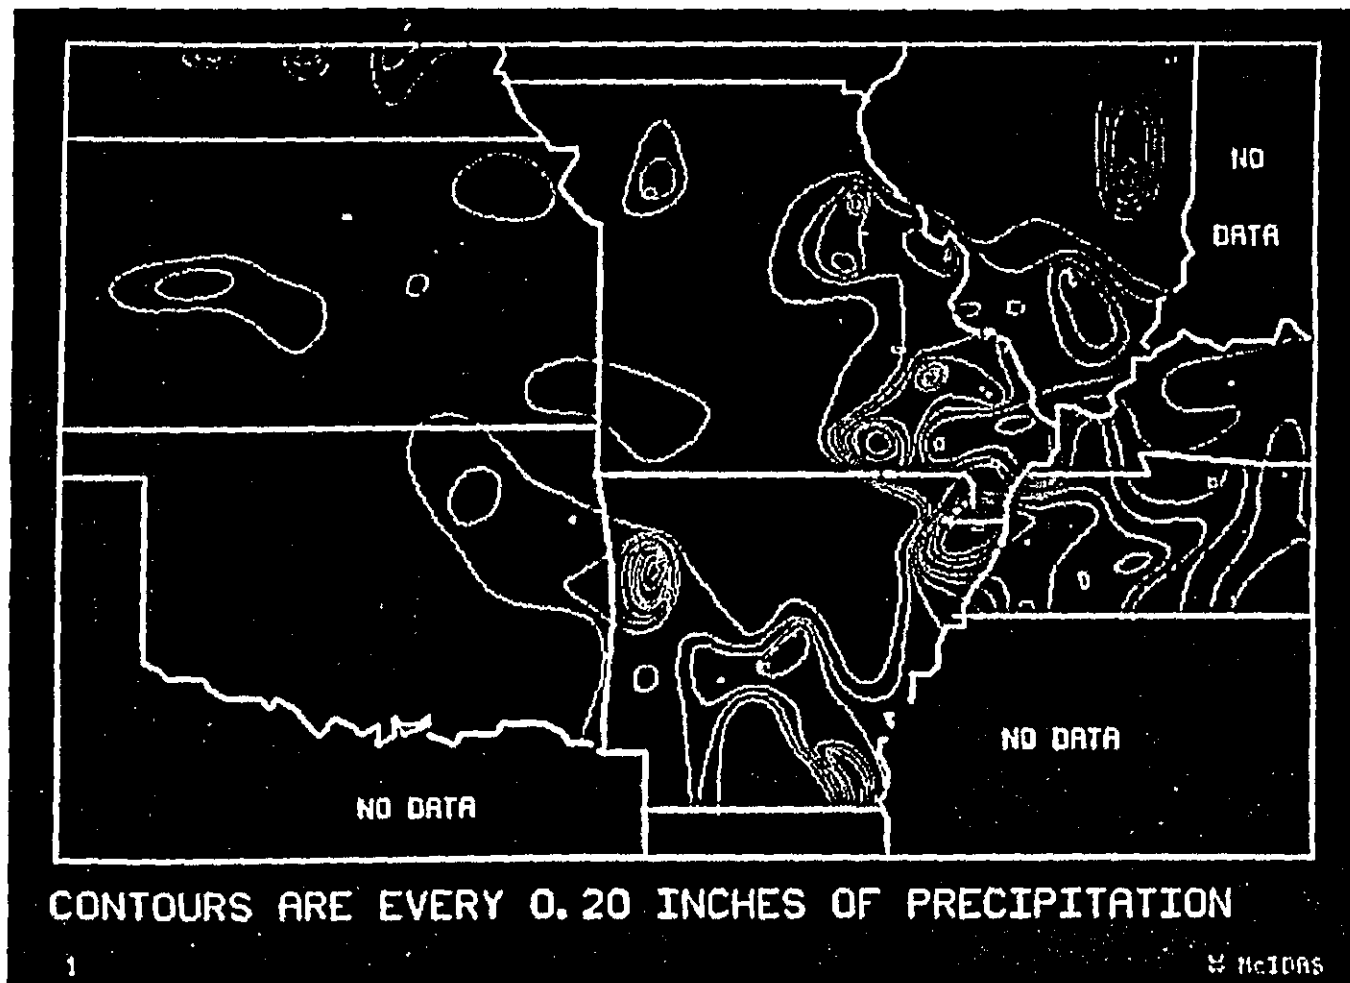 NO
DATA
NO DATA
NO DATA
CONTOURS ARE EVERY 0.20 INCHES OF PRECIPITATION
1
McIDAS